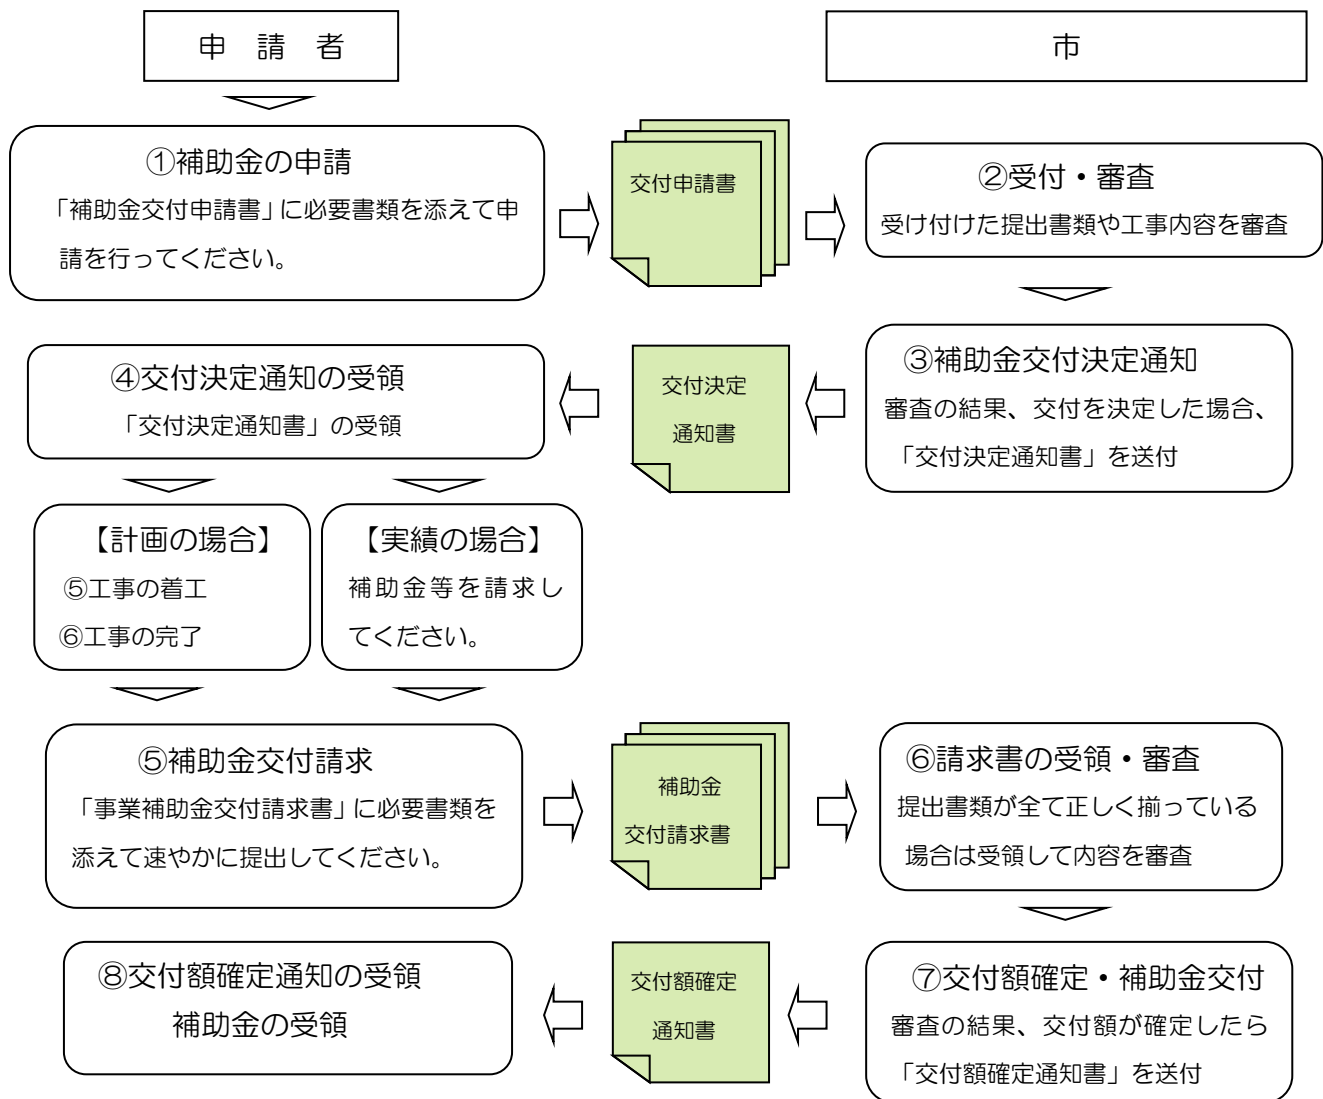 申 請 者
市
①補助金の申請
「補助金交付申請書」に必要書類を添えて申
請を行ってください。
交付申請書
②受付・審査
受け付けた提出書類や工事内容を審査
③補助金交付決定通知
審査の結果、交付を決定した場合、
「交付決定通知書」を送付
交付決定
通知書
④交付決定通知の受領
「交付決定通知書」の受領
【計画の場合】
⑤工事の着工
⑥工事の完了
【実績の場合】
補助金等を請求し
てください。
⑤補助金交付請求
「事業補助金交付請求書」に必要書類を
添えて速やかに提出してください。
補助金
交付請求書
⑥請求書の受領・審査
提出書類が全て正しく揃っている
場合は受領して内容を審査
⑦交付額確定・補助金交付
審査の結果、交付額が確定したら
「交付額確定通知書」を送付
交付額確定
通知書
⑧交付額確定通知の受領
補助金の受領